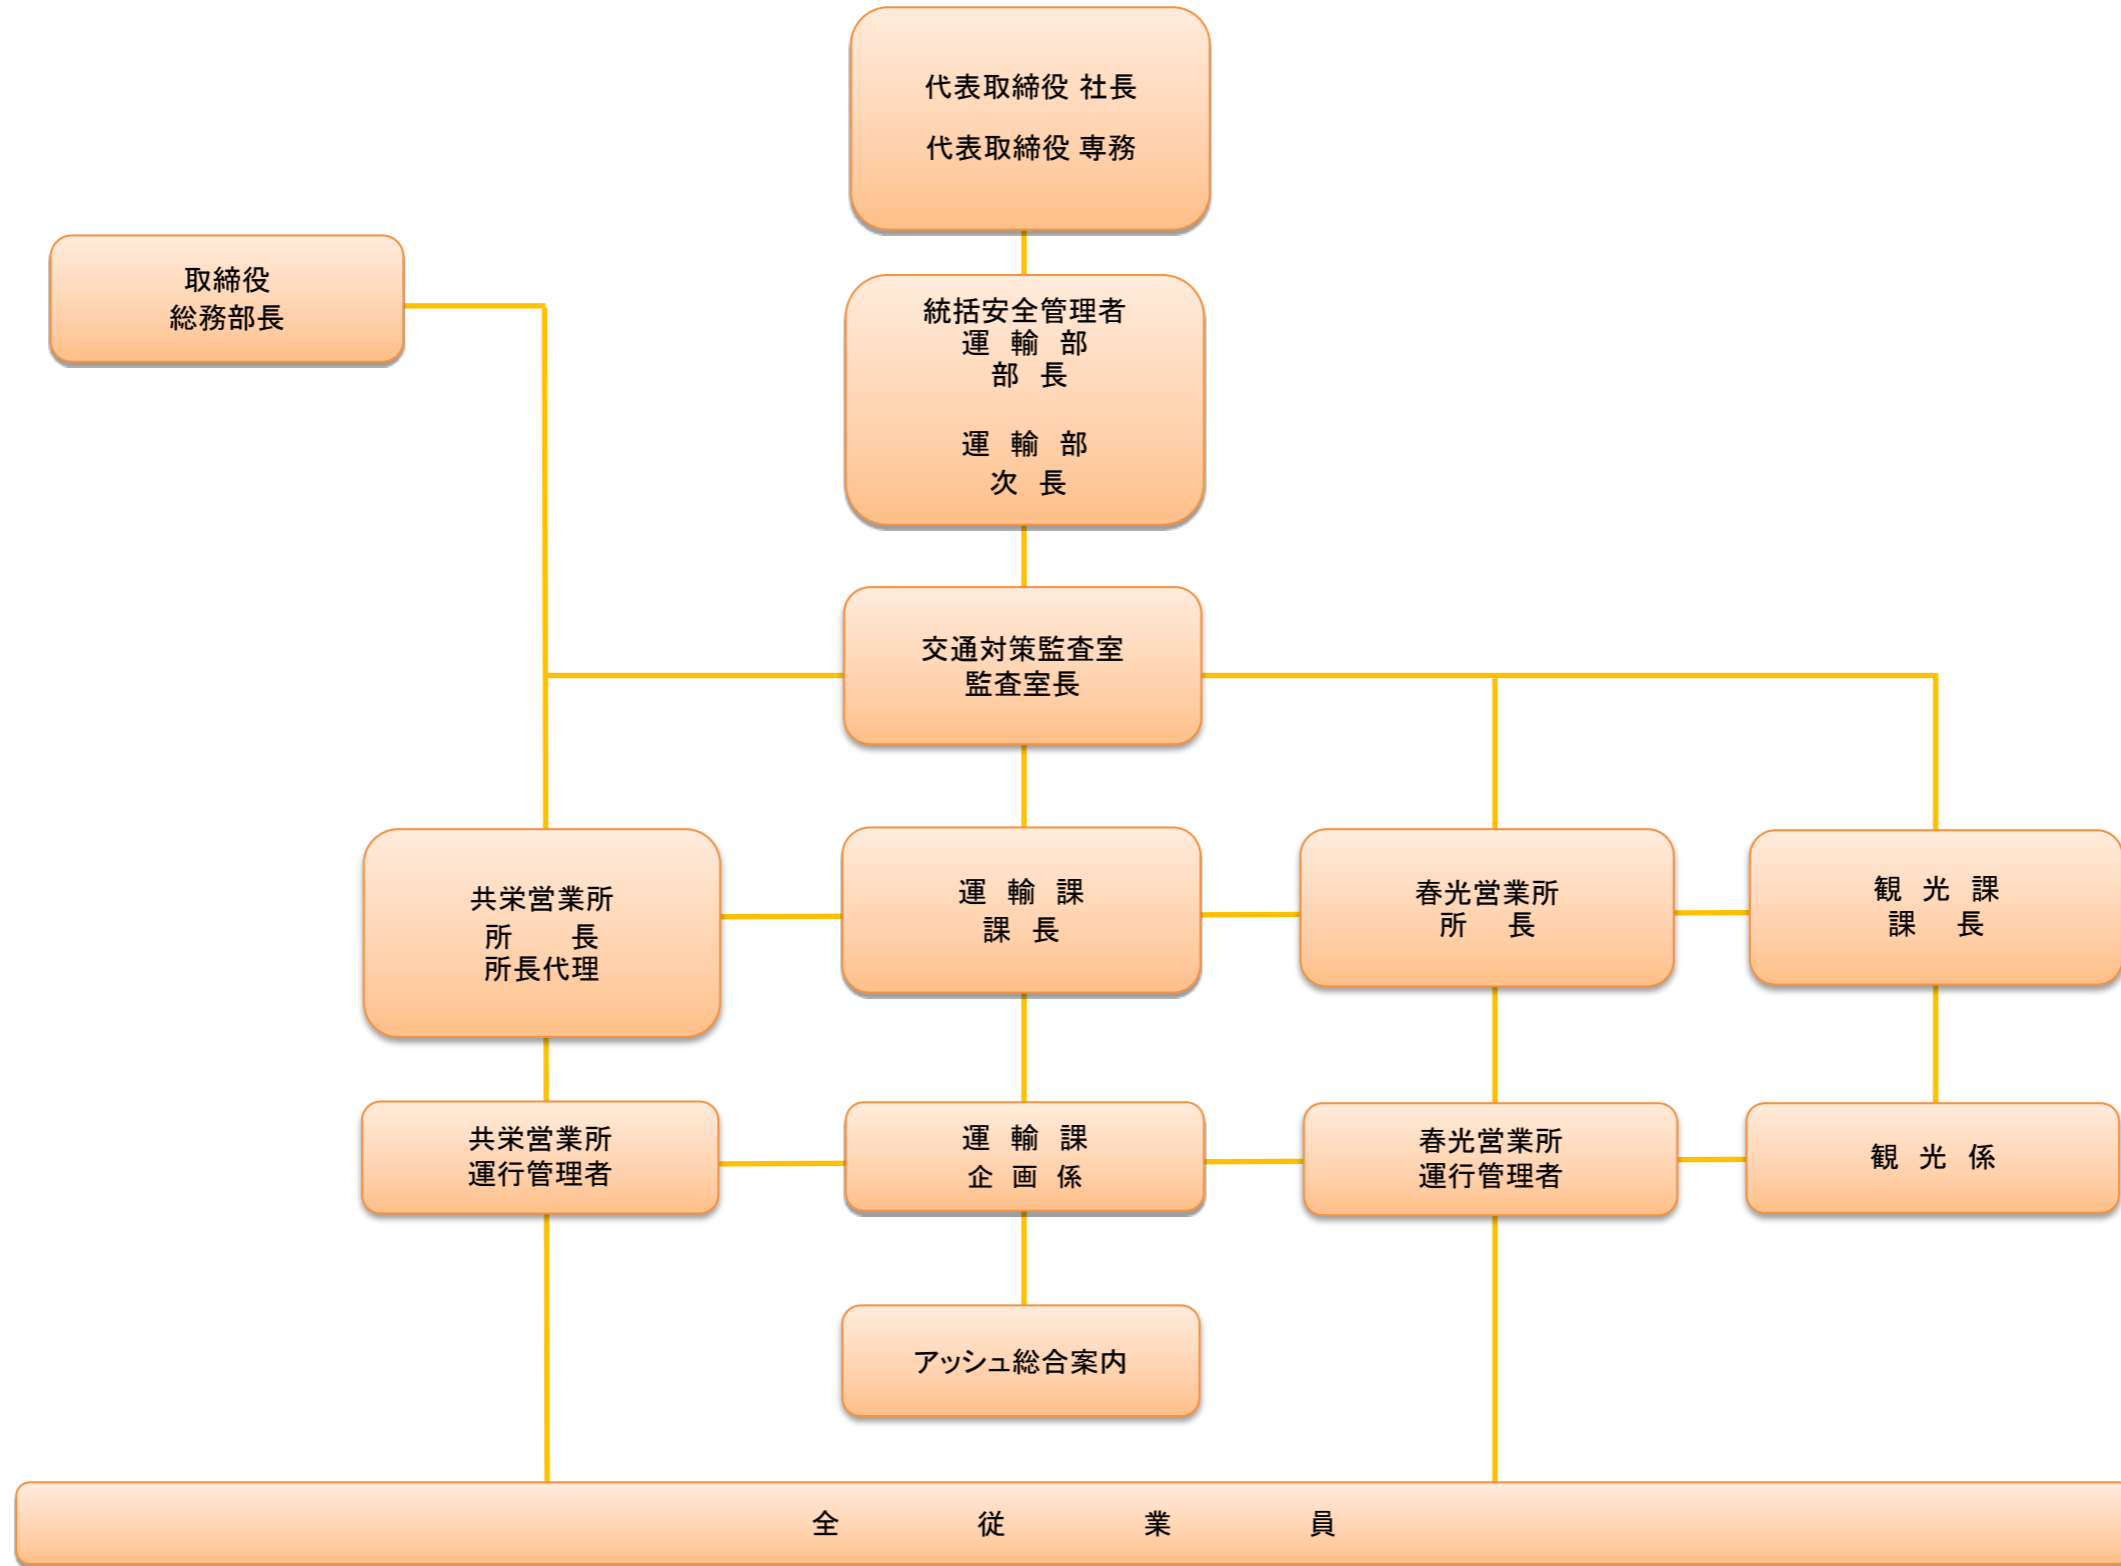 代表取締役 社長
代表取締役 専務
取締役
総務部長
統括安全管理者
運 輸 部
部 長
運 輸 部
次 長
交通対策監査室
監査室長
共栄営業所
所 長
所長代理
運 輸 課
課 長
春光営業所
所 長
観 光 課
課 長
共栄営業所
運行管理者
運 輸 課
企 画 係
春光営業所
運行管理者
観 光 係
アッシュ総合案内
全 従 業 員